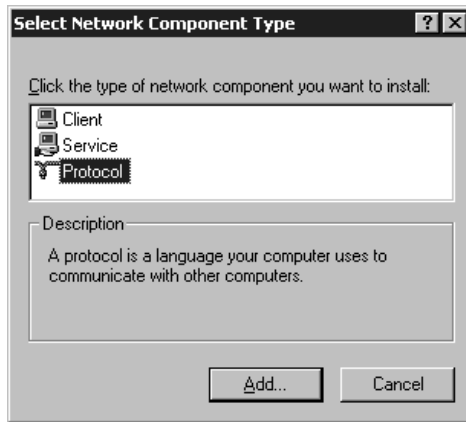 Select Network Component Type
Click the type of network component you want to install:
Client
Service
Protocol
Description
A protocol is a language your computer uses to
communicate with other computers.
Add...
Cancel